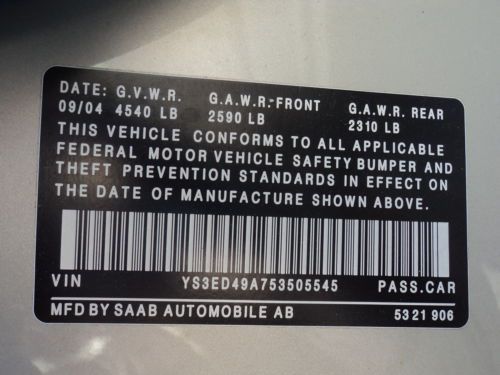 DATE: G.V.W.R. G.A.W.R.-FRONT G.A.W.R. REAR
09/04 4540 LB 2590 LB 2310 LB
THIS VEHICLE CONFORMS TO ALL APPLICABLE
FEDERAL MOTOR VEHICLE SAFETY BUMPER AND
THEFT PREVENTION STANDARDS IN EFFECT ON
THE DATE OF MANUFACTURE SHOWN ABOVE.
VIN YS3ED49A753505545 PASS.CAR
MFD BY SAAB AUTOMOBILE AB 53 21 906